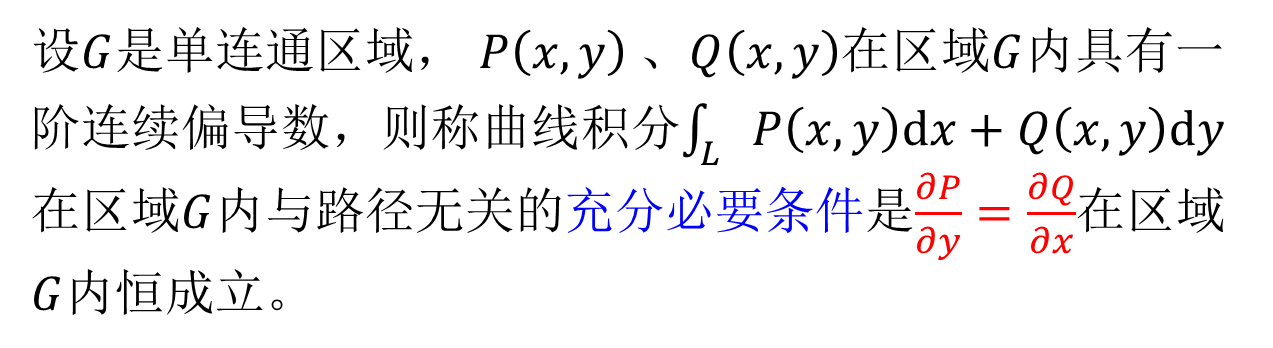 设G是单连通区域， P(x, y) 、Q(x, y)在区域G内具有一
阶连续偏导数，则称曲线积分∫_L P(x, y)dx + Q(x, y)dy
在区域G内与路径无关的充分必要条件是∂P/∂y = ∂Q/∂x在区域
G内恒成立。